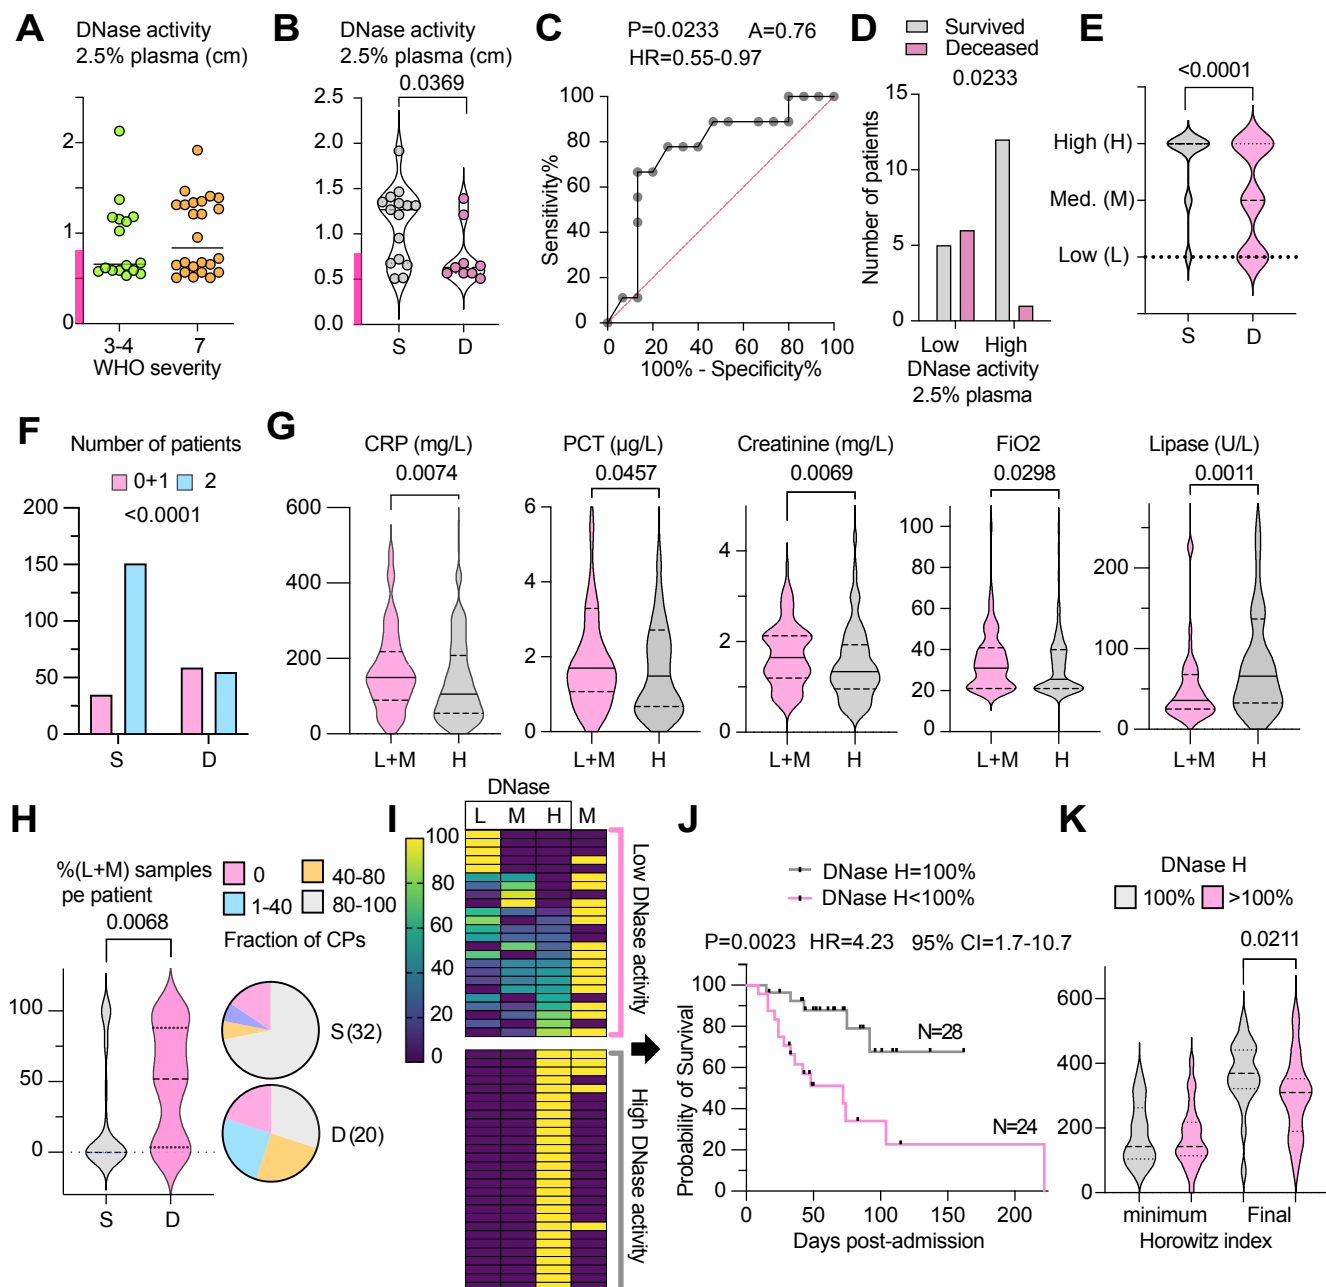 A
DNase activity
2.5% plasma (cm)
2
1
0
3-4
7
WHO severity
B
DNase activity
2.5% plasma (cm)
0.0369
2.5
2.0
1.5
1.0
0.5
0.0
S
D
C
P=0.0233
A=0.76
HR=0.55-0.97
100
80
60
40
20
0
Sensitivity%
0
20
40
60
80
100
100% - Specificity%
D
Survived
Deceased
0.0233
15
10
5
0
Number of patients
Low
High
DNase activity
2.5% plasma
E
<0.0001
High (H)
Med. (M)
Low (L)
S
D
F
Number of patients
0+1
2
<0.0001
200
150
100
50
0
S
D
G
CRP (mg/L)
0.0074
600
400
200
0
L+M
H
PCT (µg/L)
0.0457
6
4
2
0
L+M
H
Creatinine (mg/L)
0.0069
4
2
0
L+M
H
FiO2
0.0298
100
80
60
40
20
0
L+M
H
Lipase (U/L)
0.0011
200
100
0
L+M
H
H
%(L+M) samples
pe patient
0.0068
0
1-40
40-80
80-100
Fraction of CPs
100
50
0
S
D
S(32)
D(20)
I
DNase
L
M
H
M
100
80
60
40
20
0
Low DNase activity
High DNase activity
J
DNase H=100%
DNase H<100%
P=0.0023
HR=4.23
95% CI=1.7-10.7
100
80
60
40
20
0
Probability of Survival
N=28
N=24
0
50
100
150
200
Days post-admission
K
DNase H
100%
>100%
0.0211
600
400
200
0
minimum
Final
Horowitz index